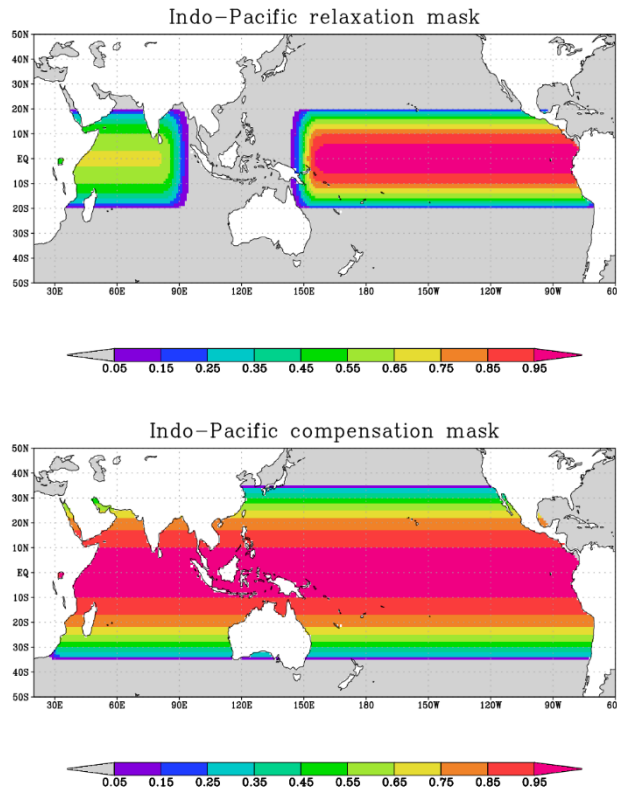 Indo-Pacific relaxation mask
50N
40N
30N
20N
10N
EQ
10S
20S
30S
40S
50S
30E 60E 90E 120E 150E 180 150W 120W 90W 60
0.05 0.15 0.25 0.35 0.45 0.55 0.65 0.75 0.85 0.95
Indo-Pacific compensation mask
50N
40N
30N
20N
10N
EQ
10S
20S
30S
40S
50S
30E 60E 90E 120E 150E 180 150W 120W 90W 60
0.05 0.15 0.25 0.35 0.45 0.55 0.65 0.75 0.85 0.95